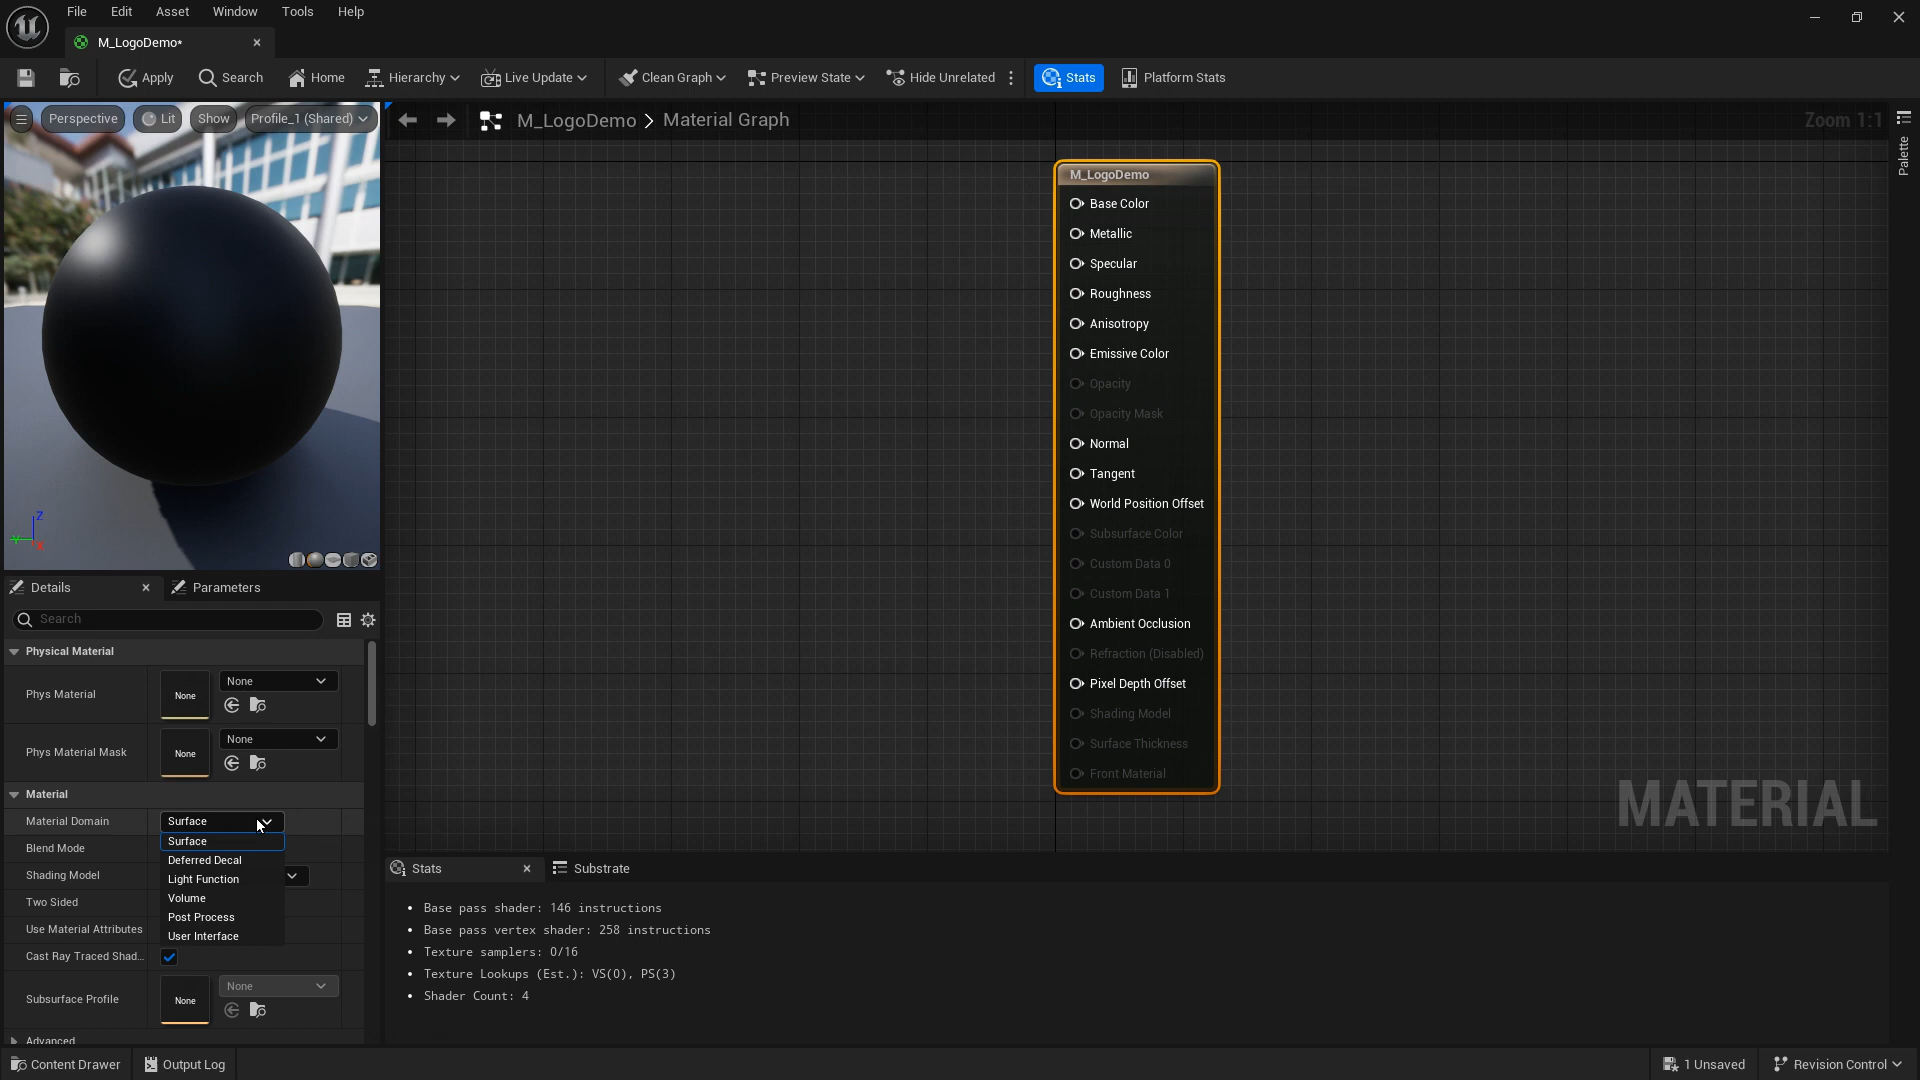 File Edit Asset Window Tools Help
M_LogoDemo*
Apply Search Home Hierarchy Live Update Clean Graph Preview State Hide Unrelated Stats Platform Stats
Perspective Lit Show Profile_1 (Shared)
M_LogoDemo > Material Graph
Zoom 1:1
Palette
M_LogoDemo
Base Color
Metallic
Specular
Roughness
Anisotropy
Emissive Color
Opacity
Opacity Mask
Normal
Tangent
World Position Offset
Subsurface Color
Custom Data 0
Custom Data 1
Ambient Occlusion
Refraction (Disabled)
Pixel Depth Offset
Shading Model
Surface Thickness
Front Material
MATERIAL
Z
Y
X
Details Parameters
Search
Physical Material
Phys Material None None
Phys Material Mask None None
Material
Material Domain Surface
Surface
Deferred Decal
Light Function
Volume
Post Process
User Interface
Blend Mode
Shading Model
Two Sided
Use Material Attributes
Cast Ray Traced Shad...
Subsurface Profile None None
Advanced
Stats Substrate
• Base pass shader: 146 instructions
• Base pass vertex shader: 258 instructions
• Texture samplers: 0/16
• Texture Lookups (Est.): VS(0), PS(3)
• Shader Count: 4
Content Drawer Output Log 1 Unsaved Revision Control